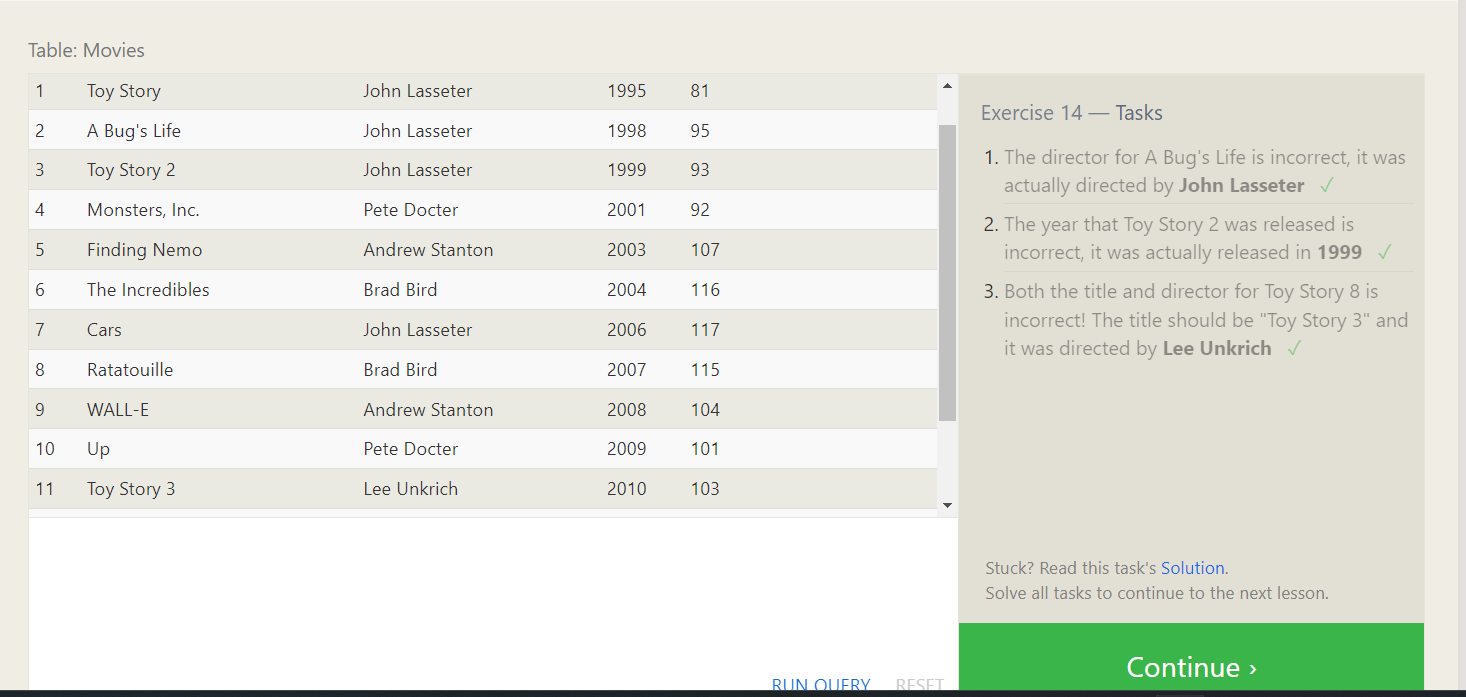 Table: Movies
1 Toy Story John Lasseter 1995 81
2 A Bug's Life John Lasseter 1998 95
3 Toy Story 2 John Lasseter 1999 93
4 Monsters, Inc. Pete Docter 2001 92
5 Finding Nemo Andrew Stanton 2003 107
6 The Incredibles Brad Bird 2004 116
7 Cars John Lasseter 2006 117
8 Ratatouille Brad Bird 2007 115
9 WALL-E Andrew Stanton 2008 104
10 Up Pete Docter 2009 101
11 Toy Story 3 Lee Unkrich 2010 103
RUN QUERY RESET
Exercise 14 — Tasks
1. The director for A Bug's Life is incorrect, it was
actually directed by John Lasseter ✓
2. The year that Toy Story 2 was released is
incorrect, it was actually released in 1999 ✓
3. Both the title and director for Toy Story 8 is
incorrect! The title should be "Toy Story 3" and
it was directed by Lee Unkrich ✓
Stuck? Read this task's Solution.
Solve all tasks to continue to the next lesson.
Continue ›